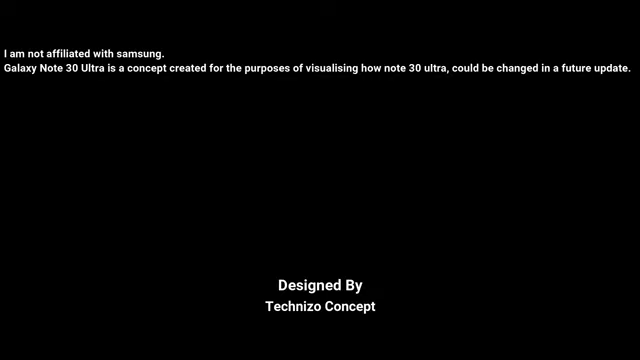 I am not affiliated with samsung.
Galaxy Note 30 Ultra is a concept created for the purposes of visualising how note 30 ultra, could be changed in a future update.
Designed By
Technizo Concept